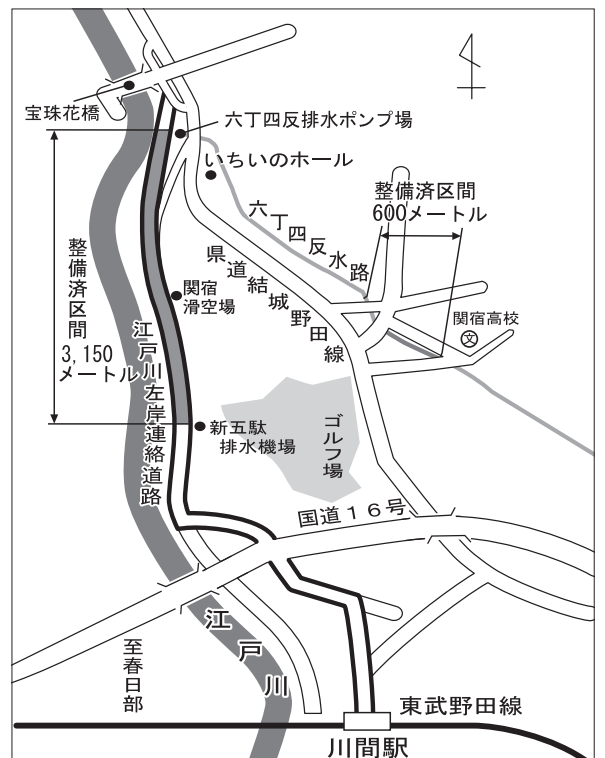 宝珠花橋
六丁四反排水ポンプ場
いちいのホール
整備済区間
600メートル
六丁四反水路
県道結城野田線
関宿高校
文
整備済区間
3,150
メートル
関宿
滑空場
江戸川左岸連絡道路
新五駄
排水機場
ゴルフ場
国道16号
江戸川
至春日部
東武野田線
川間駅